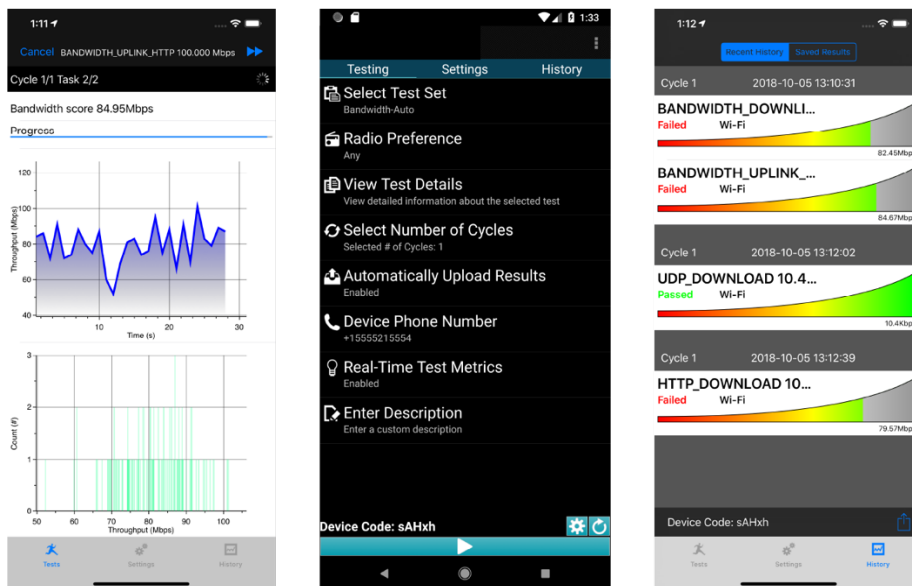 1:11
Cancel BANDWIDTH_UPLINK_HTTP 100.000 Mbps
Cycle 1/1 Task 2/2
Bandwidth score 84.95Mbps
Progress
120
100
80
60
40
Throughput (Mbps)
10 20 30
Time (s)
3
2
1
0
Count (#)
50 60 70 80 90 100
Throughput (Mbps)
Tests Settings History
1:33
Testing Settings History
Select Test Set
Bandwidth-Auto
Radio Preference
Any
View Test Details
View detailed information about the selected test
Select Number of Cycles
Selected # of Cycles: 1
Automatically Upload Results
Enabled
Device Phone Number
+15555215554
Real-Time Test Metrics
Enabled
Enter Description
Enter a custom description
Device Code: sAHxh
1:12
Recent History Saved Results
Cycle 1 2018-10-05 13:10:31
BANDWIDTH_DOWNLI...
Failed Wi-Fi
82.45Mbp
BANDWIDTH_UPLINK_...
Failed Wi-Fi
84.67Mbp
Cycle 1 2018-10-05 13:12:02
UDP_DOWNLOAD 10.4...
Passed Wi-Fi
10.4Kbp
Cycle 1 2018-10-05 13:12:39
HTTP_DOWNLOAD 10...
Failed Wi-Fi
79.57Mbp
Device Code: sAHxh
Tests Settings History